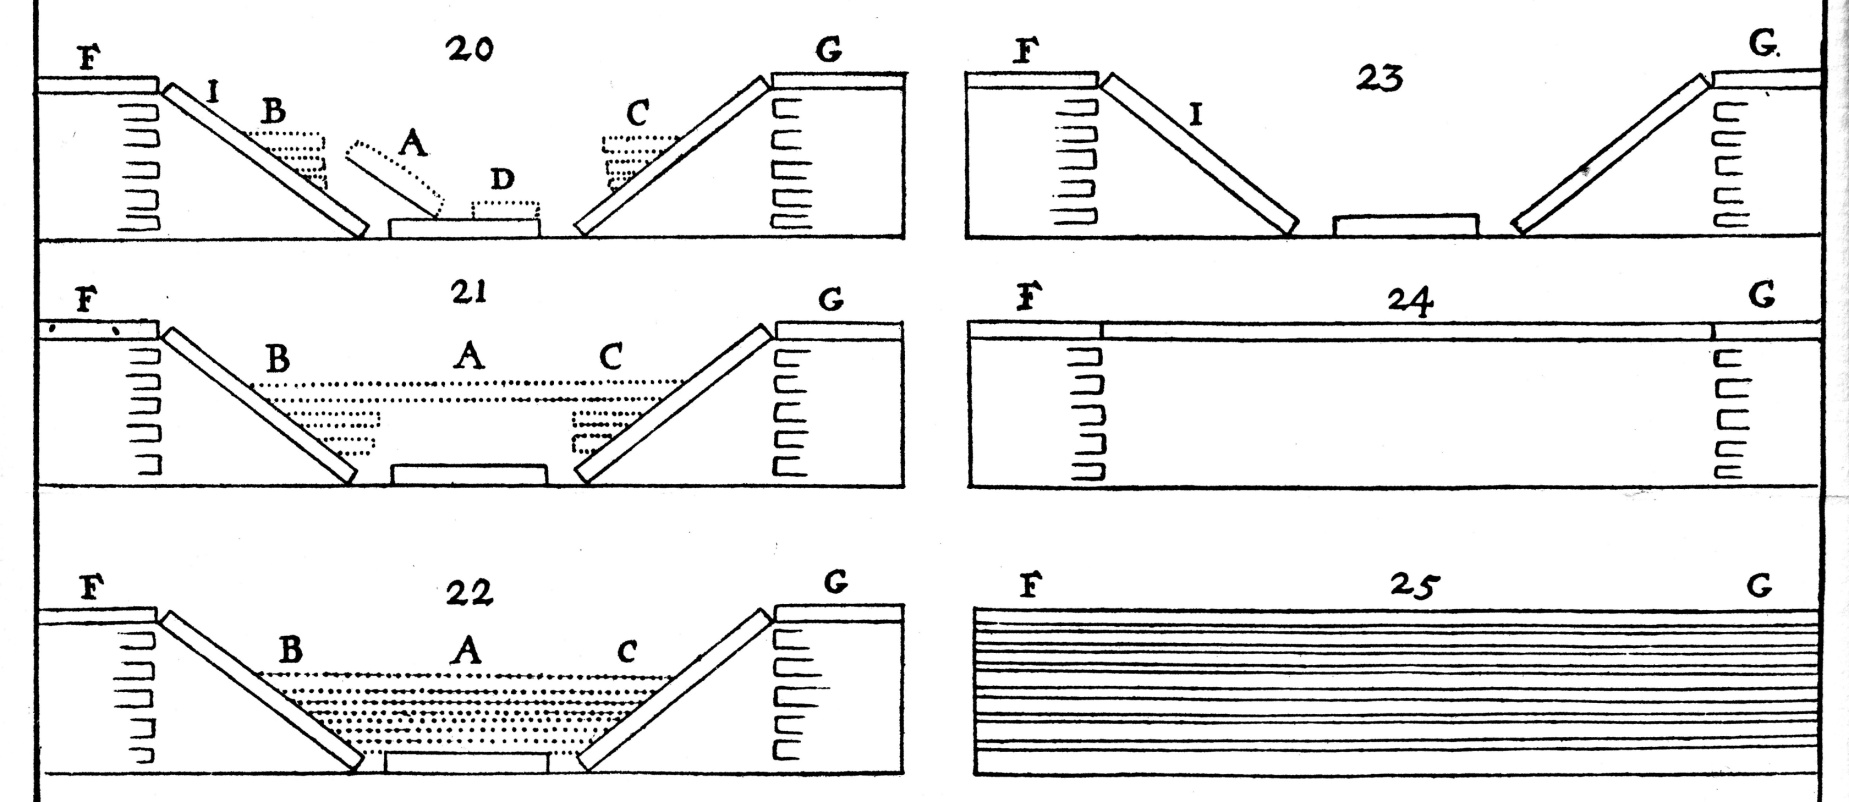 F 20 G
I B A C
D
F 23 G.
I
F 21 G
B A C
F 24 G
F 22 G
B A C
F 25 G